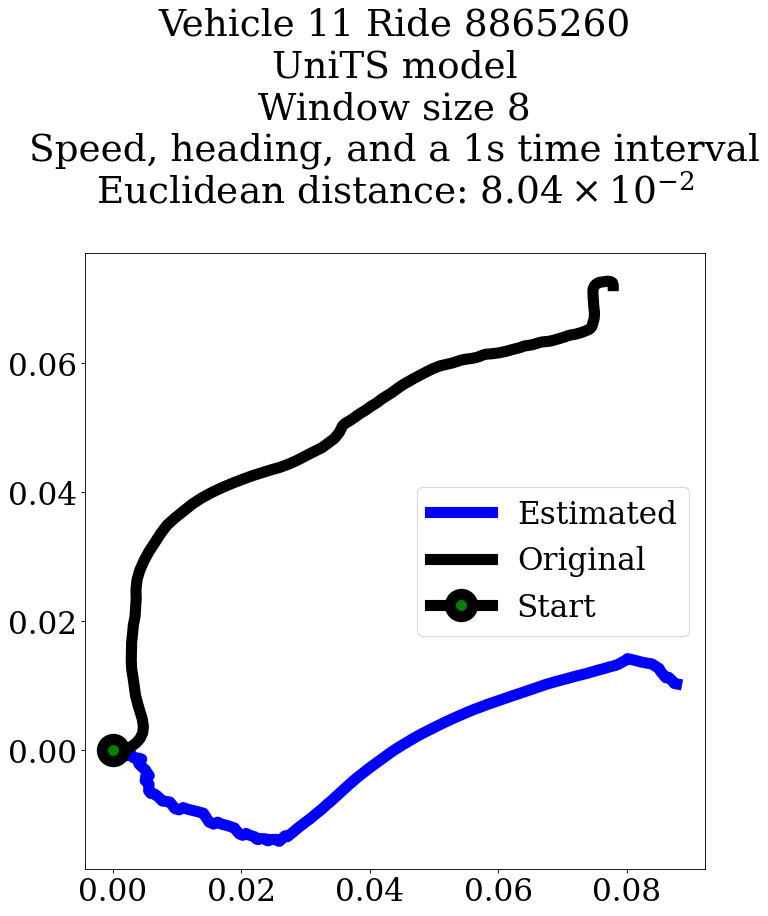 Vehicle 11 Ride 8865260
UniTS model
Window size 8
Speed, heading, and a 1s time interval
Euclidean distance: 8.04 × 10⁻²
0.06
0.04
0.02
0.00
Estimated
Original
Start
0.00 0.02 0.04 0.06 0.08